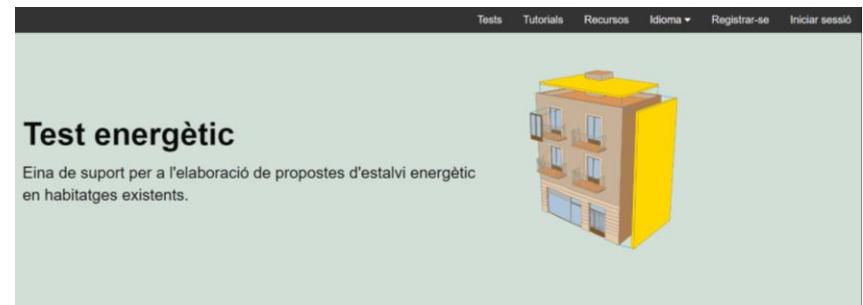 Tests Tutorials Recursos Idioma Registrar-se Iniciar sessió
Test energètic
Eina de suport per a l'elaboració de propostes d'estalvi energètic
en habitatges existents.